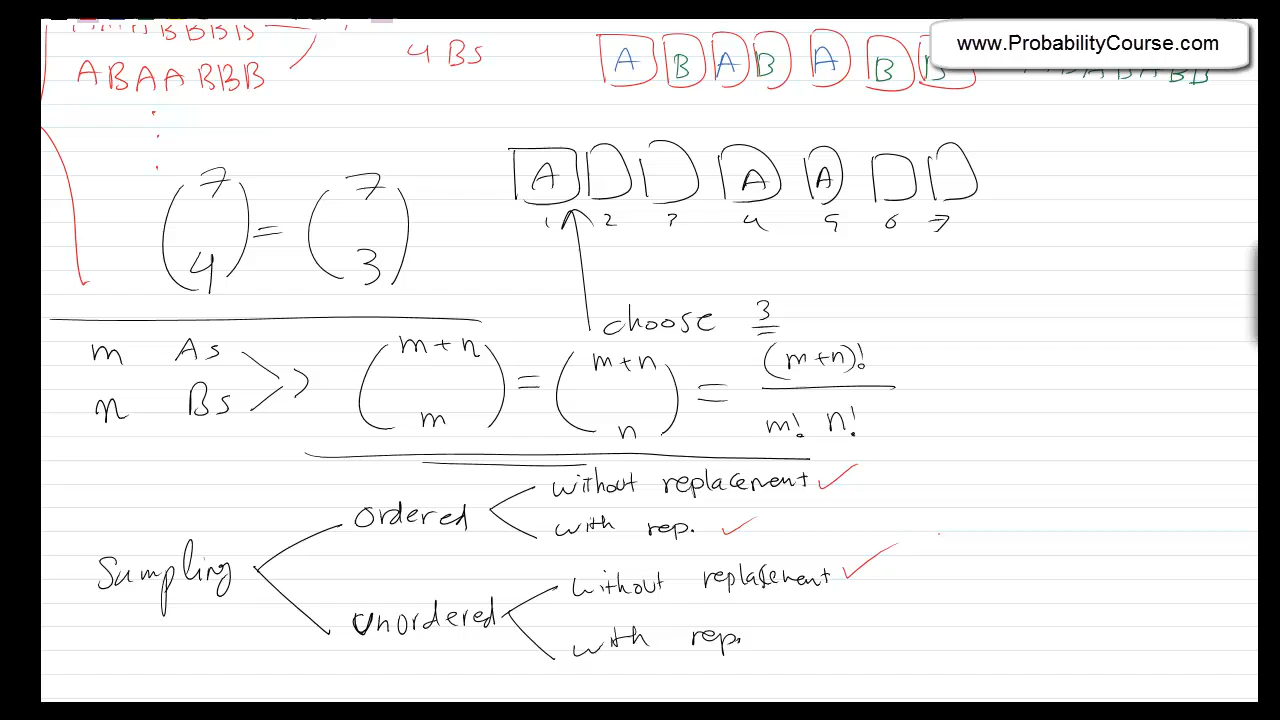 www.ProbabilityCourse.com
4 Bs
A B A B A B
ABAABBB
A A A
1 2 3 4 5 6 7
(7 4) = (7 3)
choose 3
m As
n Bs
(m+n m) = (m+n n) = (m+n)! / m! n!
Sampling
ordered
without replacement ✓
with rep. ✓
unordered
without replacement ✓
with rep.